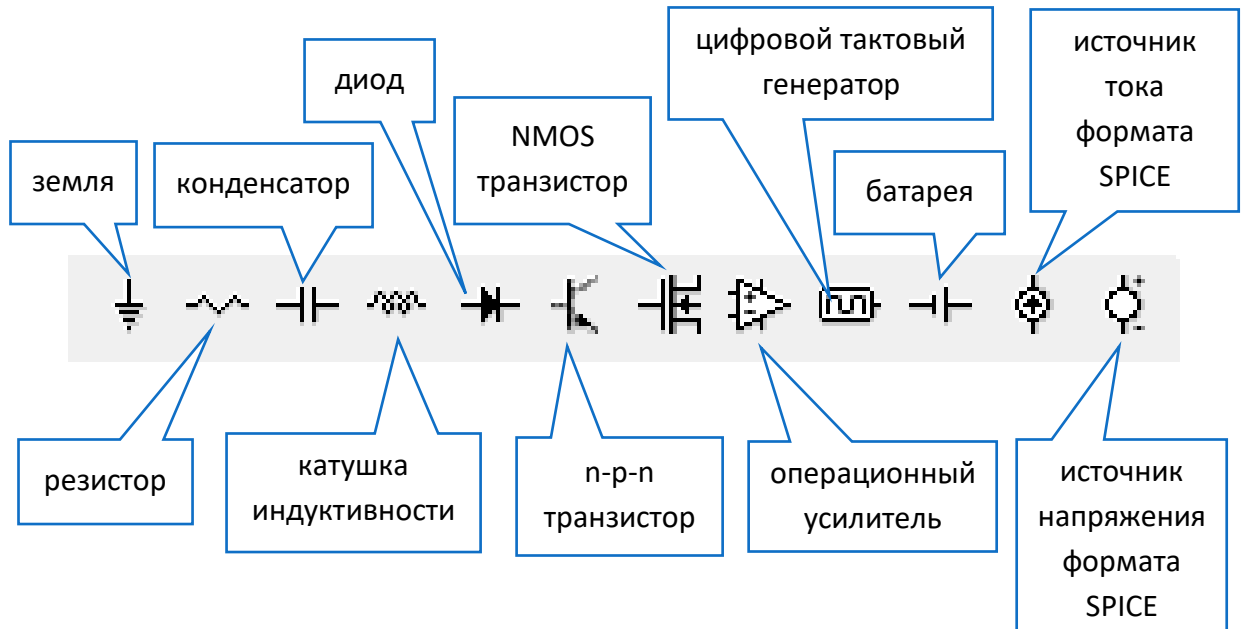 земля
конденсатор
диод
NMOS
транзистор
цифровой тактовый
генератор
батарея
источник
тока
формата
SPICE
резистор
катушка
индуктивности
n-p-n
транзистор
операционный
усилитель
источник
напряжения
формата
SPICE